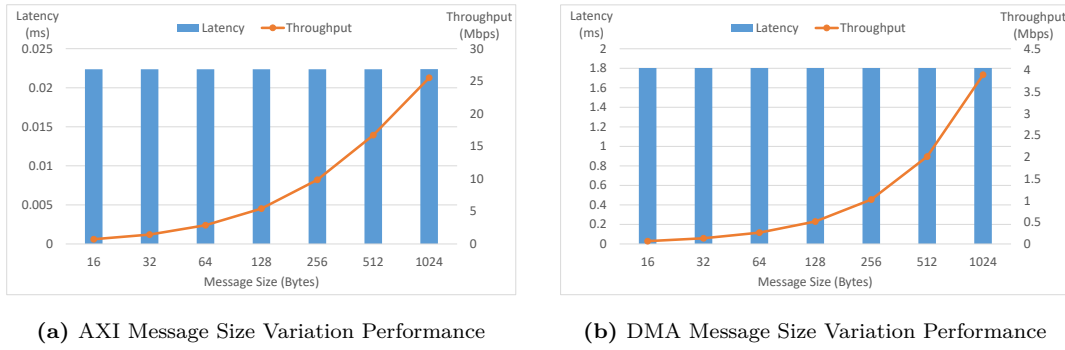 Latency
(ms)
Latency Throughput
Throughput
(Mbps)
0.025
0.02
0.015
0.01
0.005
0
30
25
20
15
10
5
0
16 32 64 128 256 512 1024
Message Size (Bytes)
(a) AXI Message Size Variation Performance
Latency
(ms)
Latency Throughput
Throughput
(Mbps)
2
1.8
1.6
1.4
1.2
1
0.8
0.6
0.4
0.2
0
4.5
4
3.5
3
2.5
2
1.5
1
0.5
0
16 32 64 128 256 512 1024
Message Size (Bytes)
(b) DMA Message Size Variation Performance